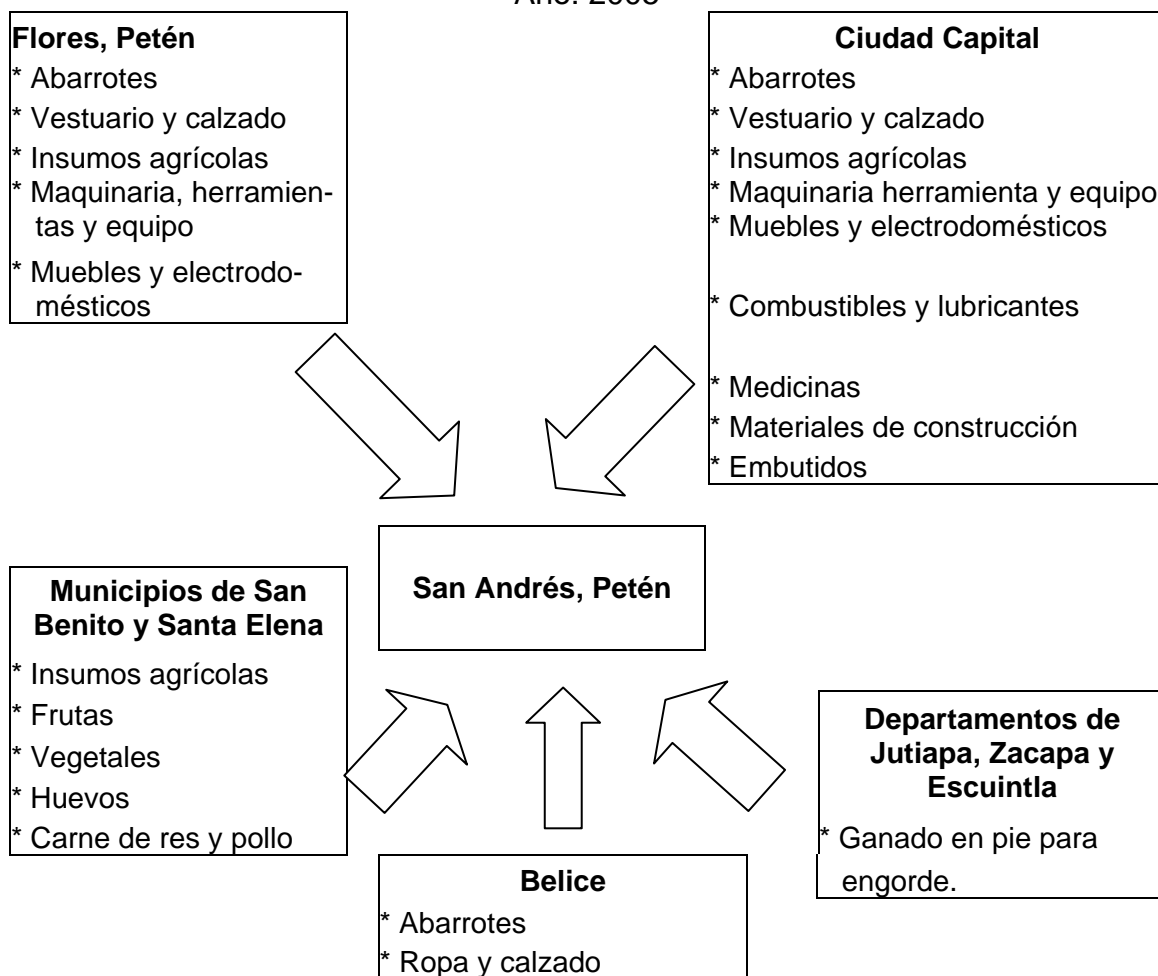 Flores, Petén
* Abarrotes
* Vestuario y calzado
* Insumos agrícolas
* Maquinaria, herramien-
tas y equipo
* Muebles y electrodo-
mésticos
Ciudad Capital
* Abarrotes
* Vestuario y calzado
* Insumos agrícolas
* Maquinaria herramienta y equipo
* Muebles y electrodomésticos
* Combustibles y lubricantes
* Medicinas
* Materiales de construcción
* Embutidos
San Andrés, Petén
Municipios de San
Benito y Santa Elena
* Insumos agrícolas
* Frutas
* Vegetales
* Huevos
* Carne de res y pollo
Departamentos de
Jutiapa, Zacapa y
Escuintla
* Ganado en pie para
engorde.
Belice
* Abarrotes
* Ropa y calzado